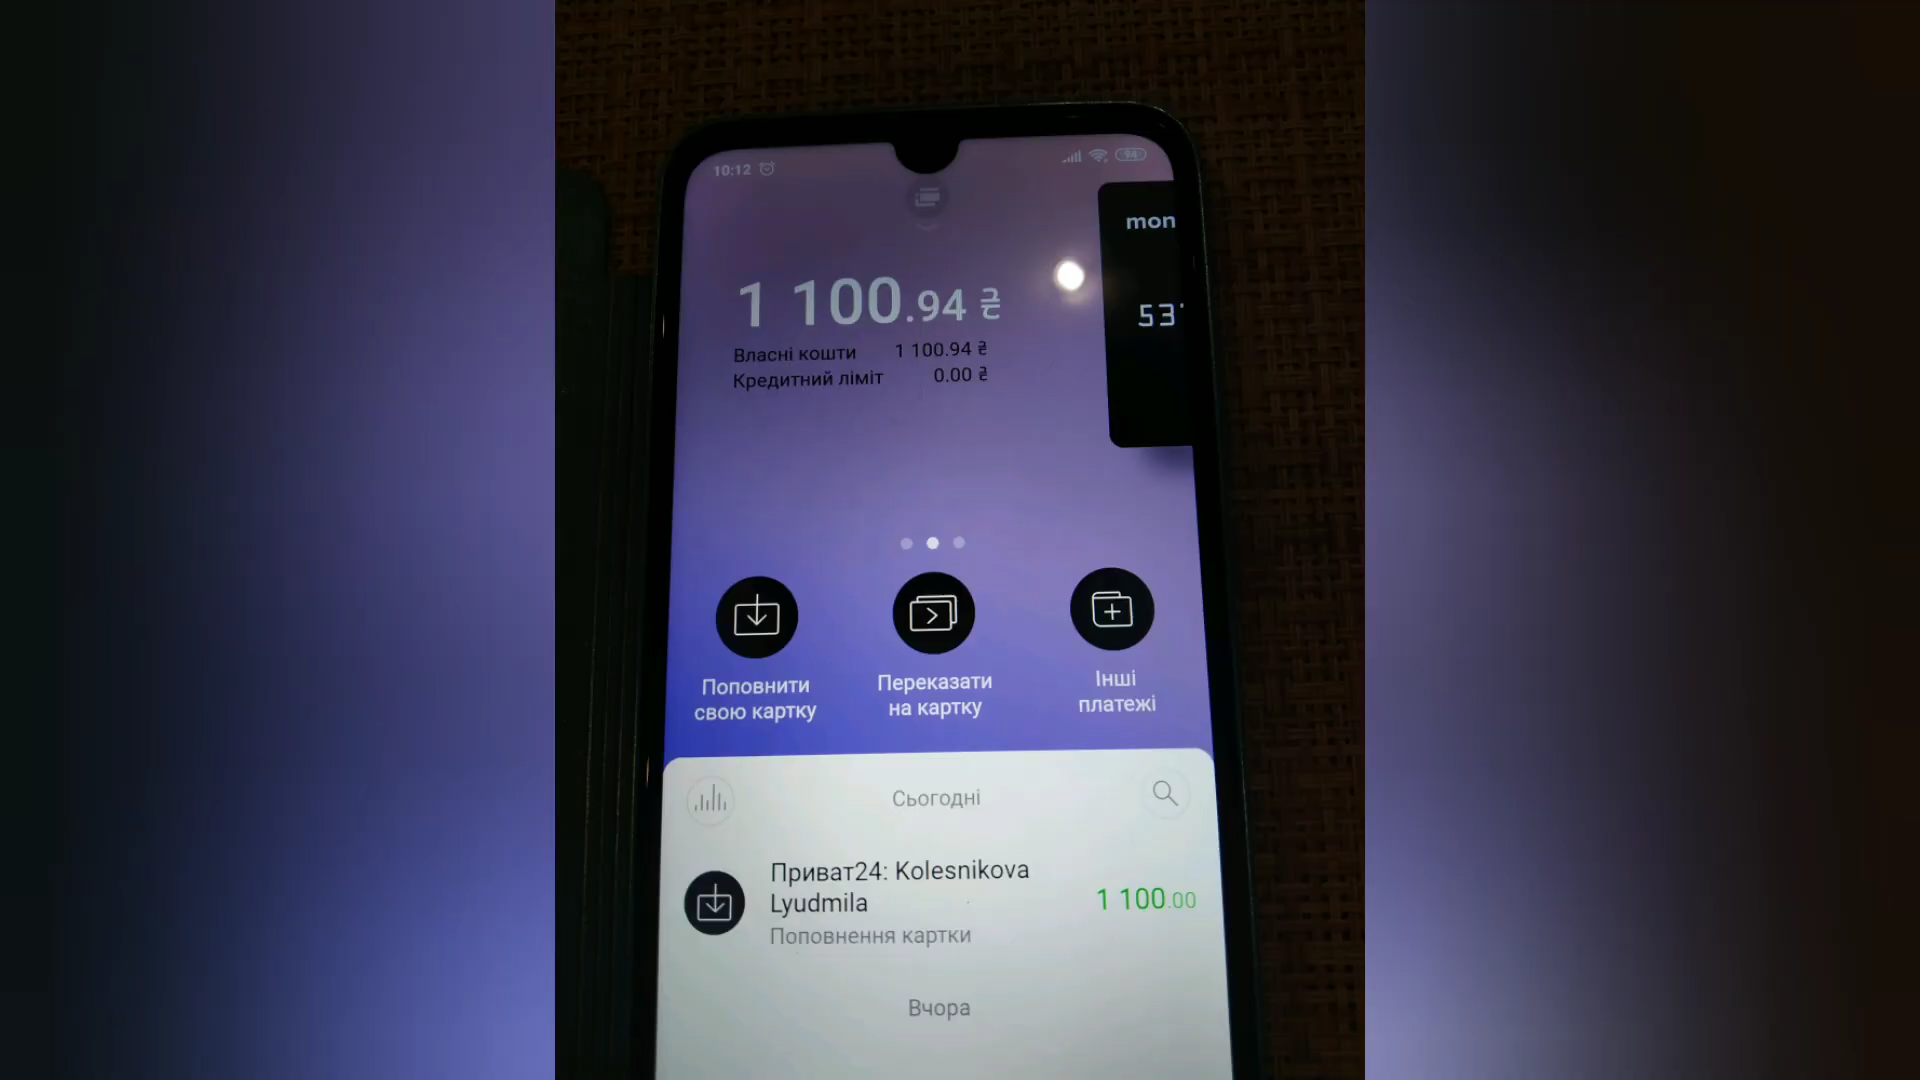 10:12
94
mon
1 100.94 ₴
53
Власні кошти 1 100.94 ₴
Кредитний ліміт 0.00 ₴
Поповнити
свою картку
Переказати
на картку
Інші
платежі
Сьогодні
Приват24: Kolesnikova
Lyudmila
1 100.00
Поповнення картки
Вчора